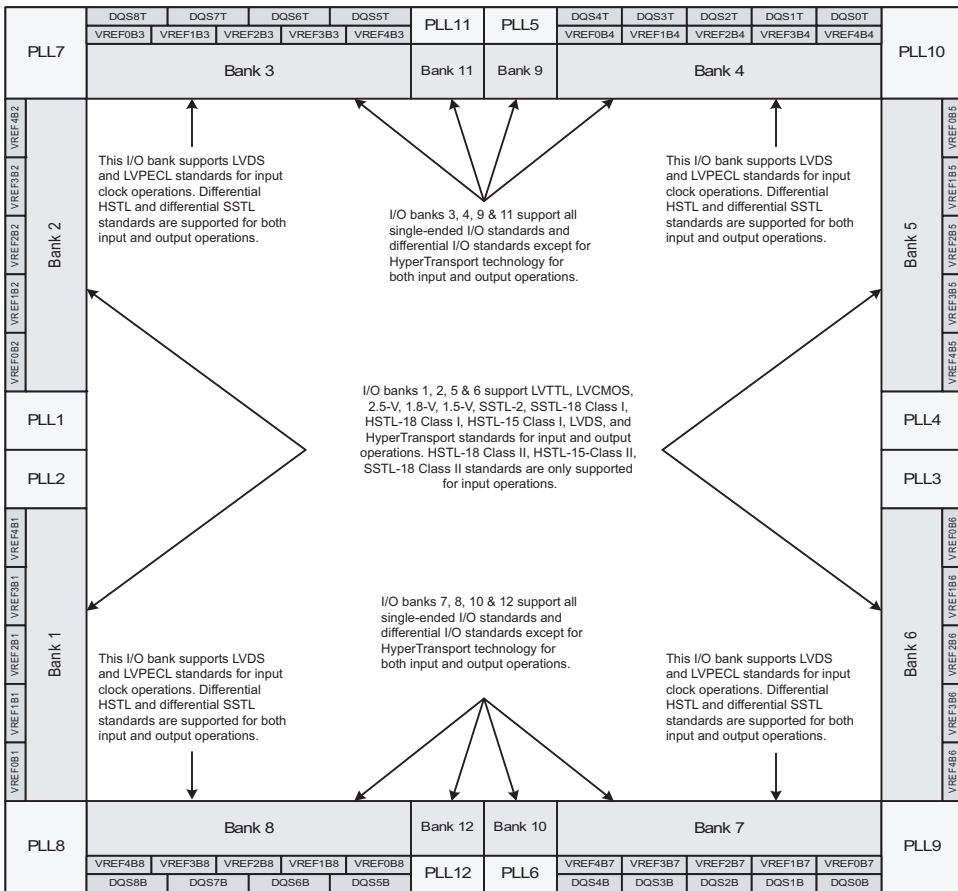 DQS8T DQS7T DQS6T DQS5T
PLL11 PLL5
DQS4T DQS3T DQS2T DQS1T DQS0T
VREF0B3 VREF1B3 VREF2B3 VREF3B3 VREF4B3
VREF0B4 VREF1B4 VREF2B4 VREF3B4 VREF4B4
PLL7
PLL10
Bank 3
Bank 11
Bank 9
Bank 4
VREF4B2
VREF3B2
VREF2B2
VREF1B2
VREF0B2
Bank 2
This I/O bank supports LVDS
and LVPECL standards for input
clock operations. Differential
HSTL and differential SSTL
standards are supported for both
input and output operations.
I/O banks 3, 4, 9 & 11 support all
single-ended I/O standards and
differential I/O standards except for
HyperTransport technology for
both input and output operations.
This I/O bank supports LVDS
and LVPECL standards for input
clock operations. Differential
HSTL and differential SSTL
standards are supported for both
input and output operations.
Bank 5
VREF0B5
VREF1B5
VREF2B5
VREF3B5
VREF4B5
PLL1
PLL2
I/O banks 1, 2, 5 & 6 support LVTTL, LVCMOS,
2.5-V, 1.8-V, 1.5-V, SSTL-2, SSTL-18 Class I,
HSTL-18 Class I, HSTL-15 Class I, LVDS, and
HyperTransport standards for input and output
operations. HSTL-18 Class II, HSTL-15-Class II,
SSTL-18 Class II standards are only supported
for input operations.
PLL4
PLL3
VREF4B1
VREF3B1
VREF2B1
VREF1B1
VREF0B1
Bank 1
This I/O bank supports LVDS
and LVPECL standards for input
clock operations. Differential
HSTL and differential SSTL
standards are supported for both
input and output operations.
I/O banks 7, 8, 10 & 12 support all
single-ended I/O standards and
differential I/O standards except for
HyperTransport technology for
both input and output operations.
This I/O bank supports LVDS
and LVPECL standards for input
clock operations. Differential
HSTL and differential SSTL
standards are supported for both
input and output operations.
Bank 6
VREF0B6
VREF1B6
VREF2B6
VREF3B6
VREF4B6
PLL8
Bank 8
Bank 12
Bank 10
Bank 7
PLL9
VREF4B8 VREF3B8 VREF2B8 VREF1B8 VREF0B8
PLL12 PLL6
VREF4B7 VREF3B7 VREF2B7 VREF1B7 VREF0B7
DQS8B DQS7B DQS6B DQS5B
DQS4B DQS3B DQS2B DQS1B DQS0B